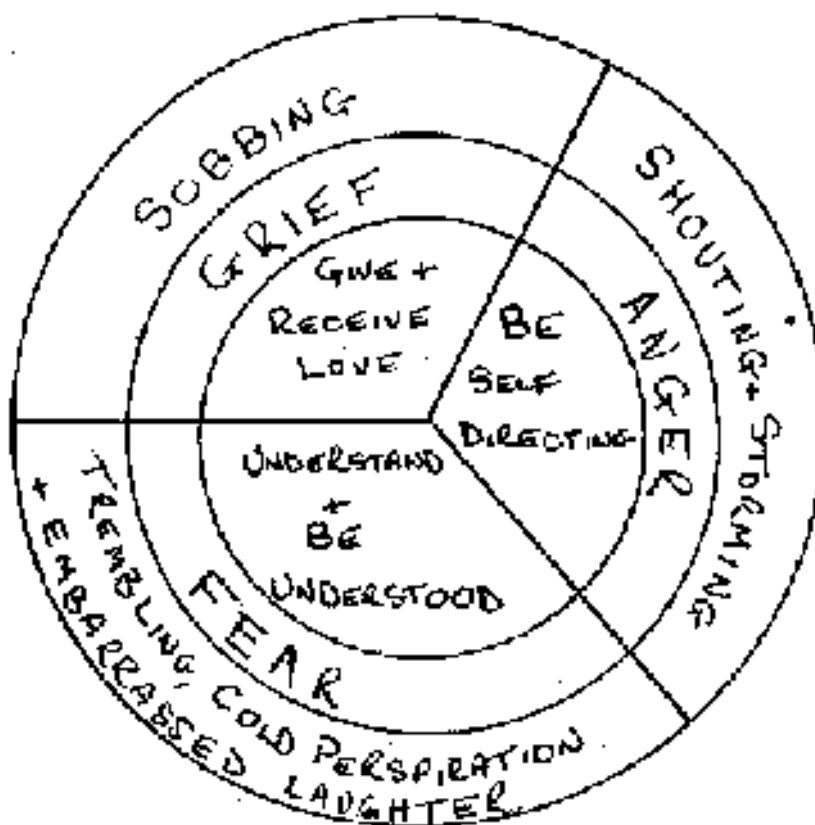 SOBBING
GRIEF
GIVE +
RECEIVE
LOVE
SHOUTING + STORMING
ANGER
BE
SELF
DIRECTING
UNDERSTAND
+
BE
UNDERSTOOD
FEAR
TREMBLING, COLD PERSPIRATION
+ EMBARRASSED LAUGHTER